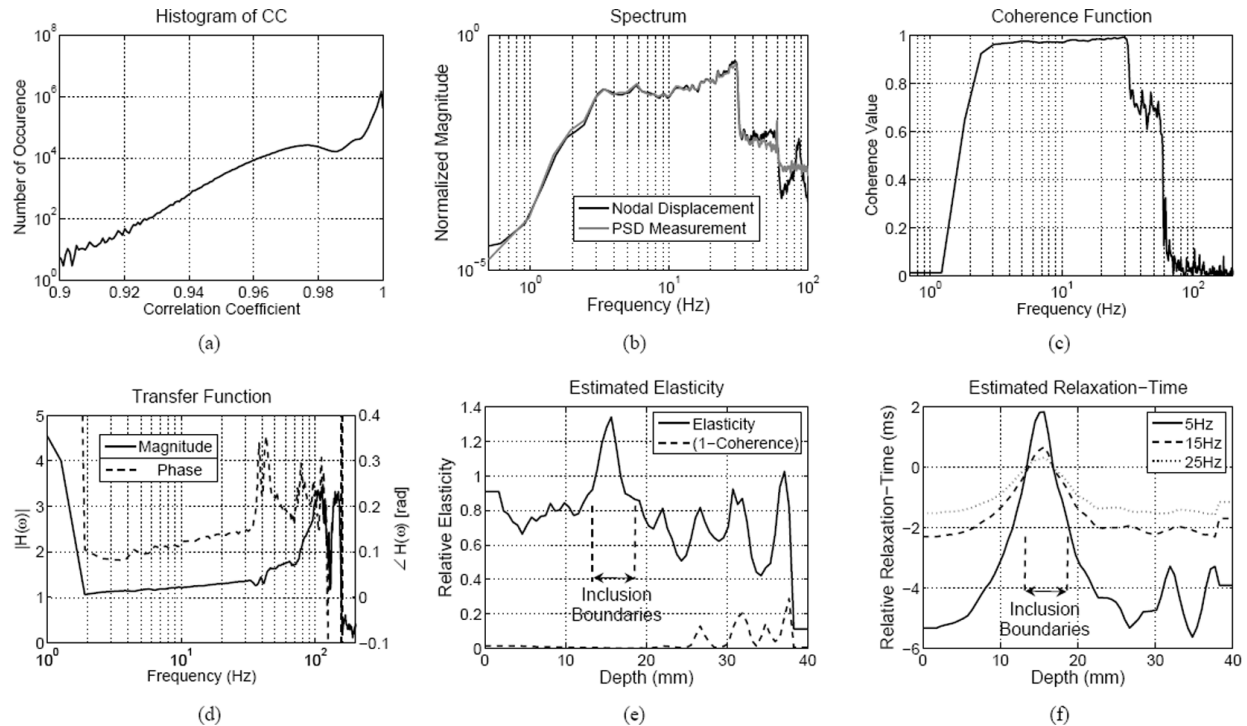 Histogram of CC
Number of Occurence
10^8
10^6
10^4
10^2
10^0
0.9
0.92
0.94
0.96
0.98
1
Correlation Coefficient
(a)
Spectrum
Normalized Magnitude
10^0
10^-5
Nodal Displacement
PSD Measurement
10^0
10^1
10^2
Frequency (Hz)
(b)
Coherence Function
Coherence Value
1
0.8
0.6
0.4
0.2
0
10^0
10^1
10^2
Frequency (Hz)
(c)
Transfer Function
|H(ω)|
5
4
3
2
1
0
Magnitude
Phase
0.4
0.3
0.2
0.1
0
-0.1
∠H(ω) [rad]
10^0
10^1
10^2
Frequency (Hz)
(d)
Estimated Elasticity
Relative Elasticity
1.4
1.2
1.0
0.8
0.6
0.4
0.2
0
Elasticity
(1-Coherence)
Inclusion
Boundaries
0
10
20
30
40
Depth (mm)
(e)
Estimated Relaxation-Time
Relative Relaxation-Time (ms)
2
0
-2
-4
-6
5Hz
15Hz
25Hz
Inclusion
Boundaries
0
10
20
30
40
Depth (mm)
(f)